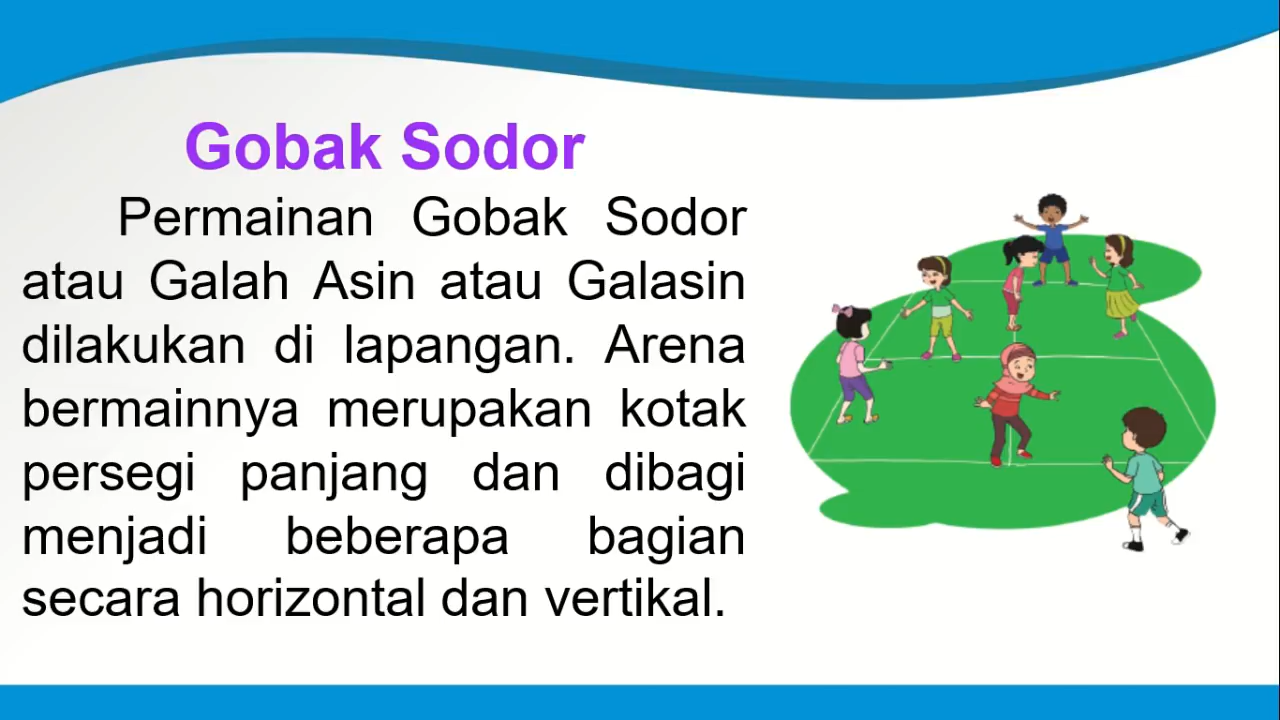 Gobak Sodor
Permainan Gobak Sodor
atau Galah Asin atau Galasin
dilakukan di lapangan. Arena
bermainnya merupakan kotak
persegi panjang dan dibagi
menjadi beberapa bagian
secara horizontal dan vertikal.